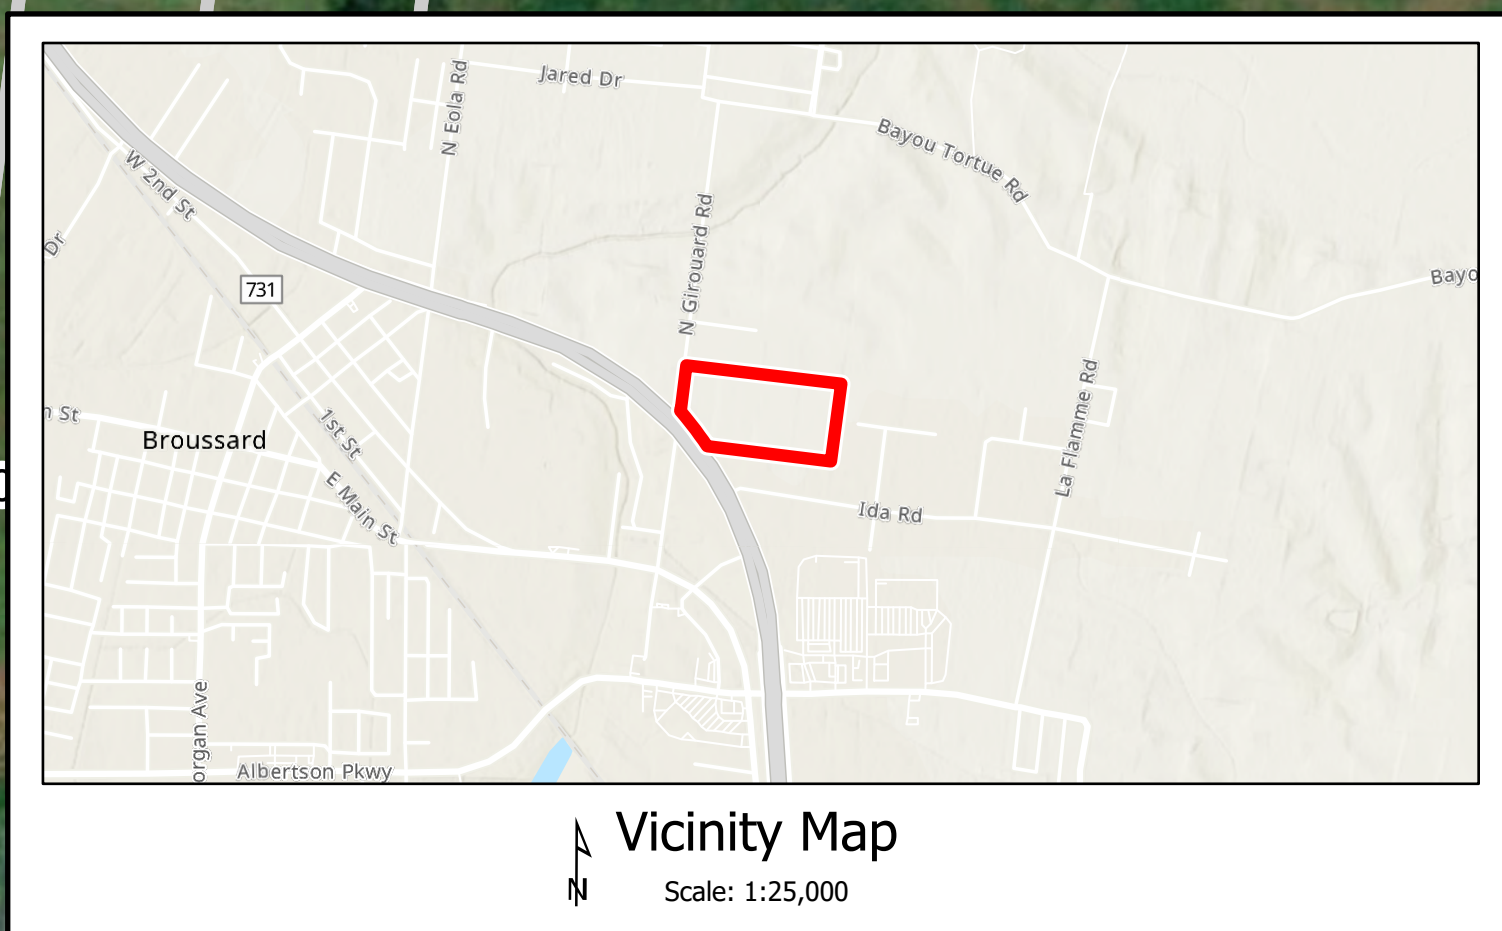 Jared Dr
N Eola Rd
Bayou Tortue Rd
W 2nd St
N Girouard Rd
Dr
731
Bayo
La Flamme Rd
n St
Broussard
1st St
E Main St
Ida Rd
organ Ave
Albertson Pkwy
Vicinity Map
N
Scale: 1:25,000